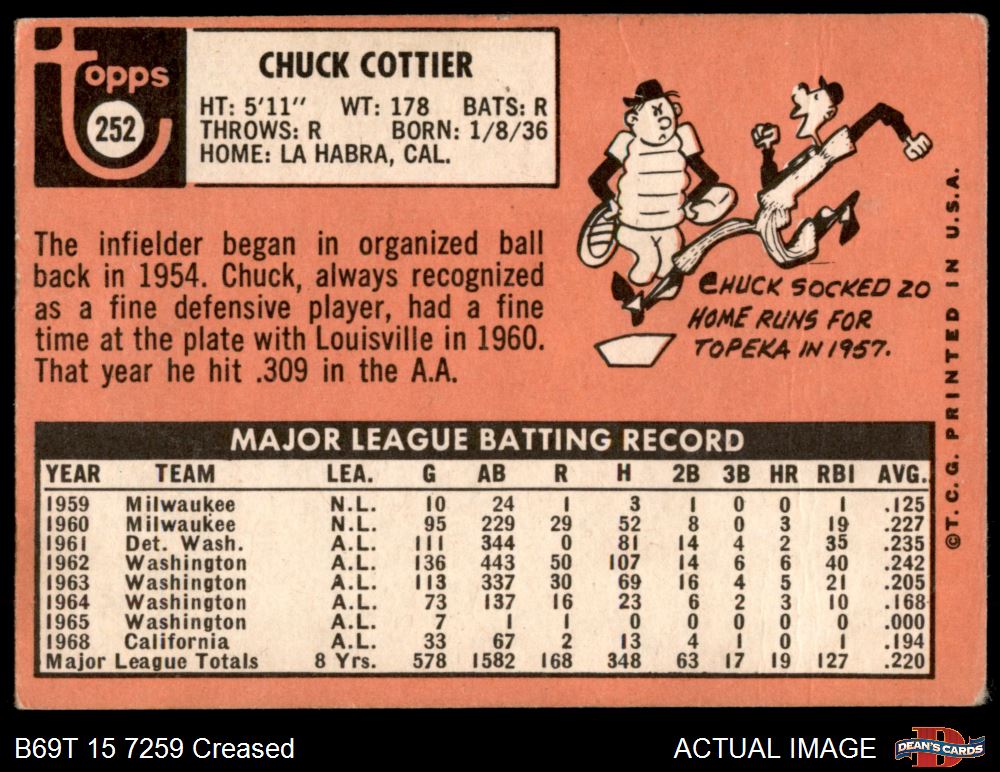 Topps
252
CHUCK COTTIER
HT: 5'11" WT: 178 BATS: R
THROWS: R BORN: 1/8/36
HOME: LA HABRA, CAL.
The infielder began in organized ball
back in 1954. Chuck, always recognized
as a fine defensive player, had a fine
time at the plate with Louisville in 1960.
That year he hit .309 in the A.A.
CHUCK SOCKED 20
HOME RUNS FOR
TOPEKA IN 1957.
©T. C. G. PRINTED IN U.S.A.
MAJOR LEAGUE BATTING RECORD
YEAR TEAM LEA. G AB R H 2B 3B HR RBI AVG.
1959 Milwaukee N.L. 10 24 1 3 1 0 0 1 .125
1960 Milwaukee N.L. 95 229 29 52 8 0 3 19 .227
1961 Det. Wash. A.L. 111 344 0 81 14 4 2 35 .235
1962 Washington A.L. 136 443 50 107 14 6 6 40 .242
1963 Washington A.L. 113 337 30 69 16 4 5 21 .205
1964 Washington A.L. 73 137 16 23 6 2 3 10 .168
1965 Washington A.L. 7 1 1 0 0 0 0 0 .000
1968 California A.L. 33 67 2 13 4 1 0 1 .194
Major League Totals 8 Yrs. 578 1582 168 348 63 17 19 127 .220
B69T 15 7259 Creased
ACTUAL IMAGE
D
DEAN'S CARDS